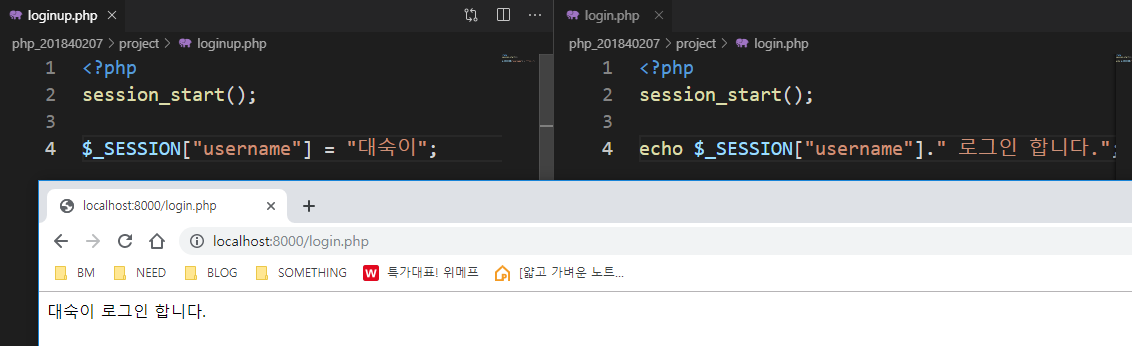 loginup.php
php_201840207 > project > loginup.php
1 <?php
2 session_start();
3
4 $_SESSION["username"] = "대숙이";
login.php
php_201840207 > project > login.php
1 <?php
2 session_start();
3
4 echo $_SESSION["username"]." 로그인 합니다.";
localhost:8000/login.php
localhost:8000/login.php
BM NEED BLOG SOMETHING W 특가대표! 위메프 [얇고 가벼운 노트...
대숙이 로그인 합니다.